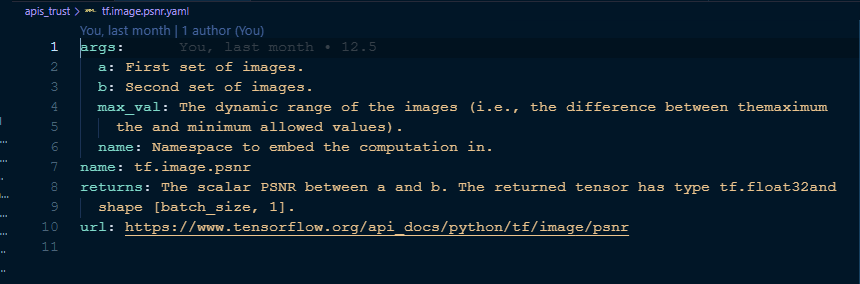 apis_trust > tf.image.psnr.yaml
You, last month | 1 author (You)
1 args: You, last month • 12.5
2 a: First set of images.
3 b: Second set of images.
4 max_val: The dynamic range of the images (i.e., the difference between themaximum
5 the and minimum allowed values).
6 name: Namespace to embed the computation in.
7 name: tf.image.psnr
8 returns: The scalar PSNR between a and b. The returned tensor has type tf.float32and
9 shape [batch_size, 1].
10 url: https://www.tensorflow.org/api_docs/python/tf/image/psnr
11